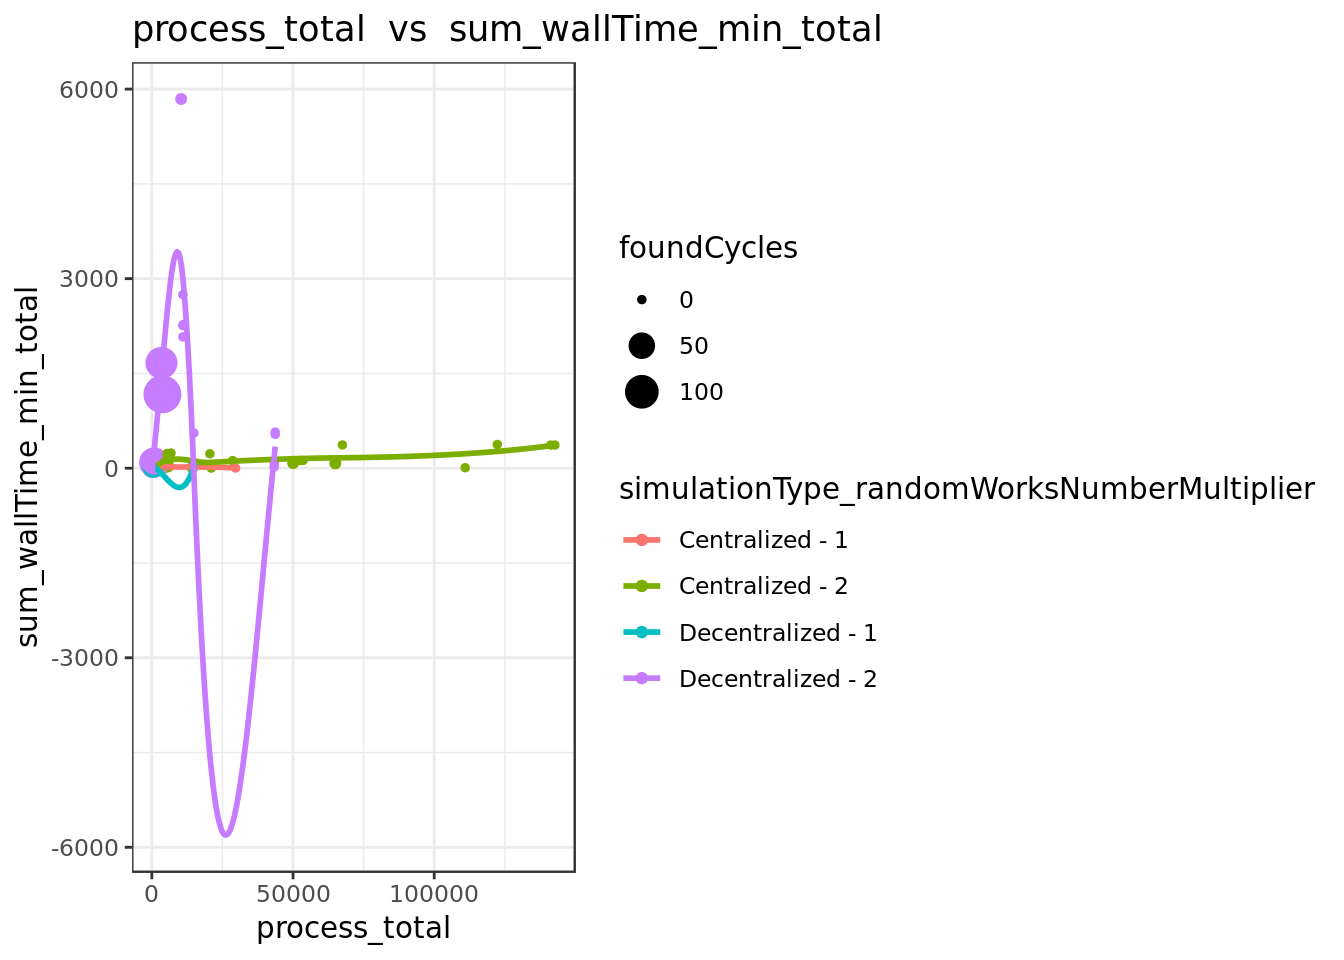 process_total vs sum_wallTime_min_total
sum_wallTime_min_total
6000
3000
0
-3000
-6000
0 50000 100000
process_total
foundCycles
0
50
100
simulationType_randomWorksNumberMultiplier
Centralized - 1
Centralized - 2
Decentralized - 1
Decentralized - 2